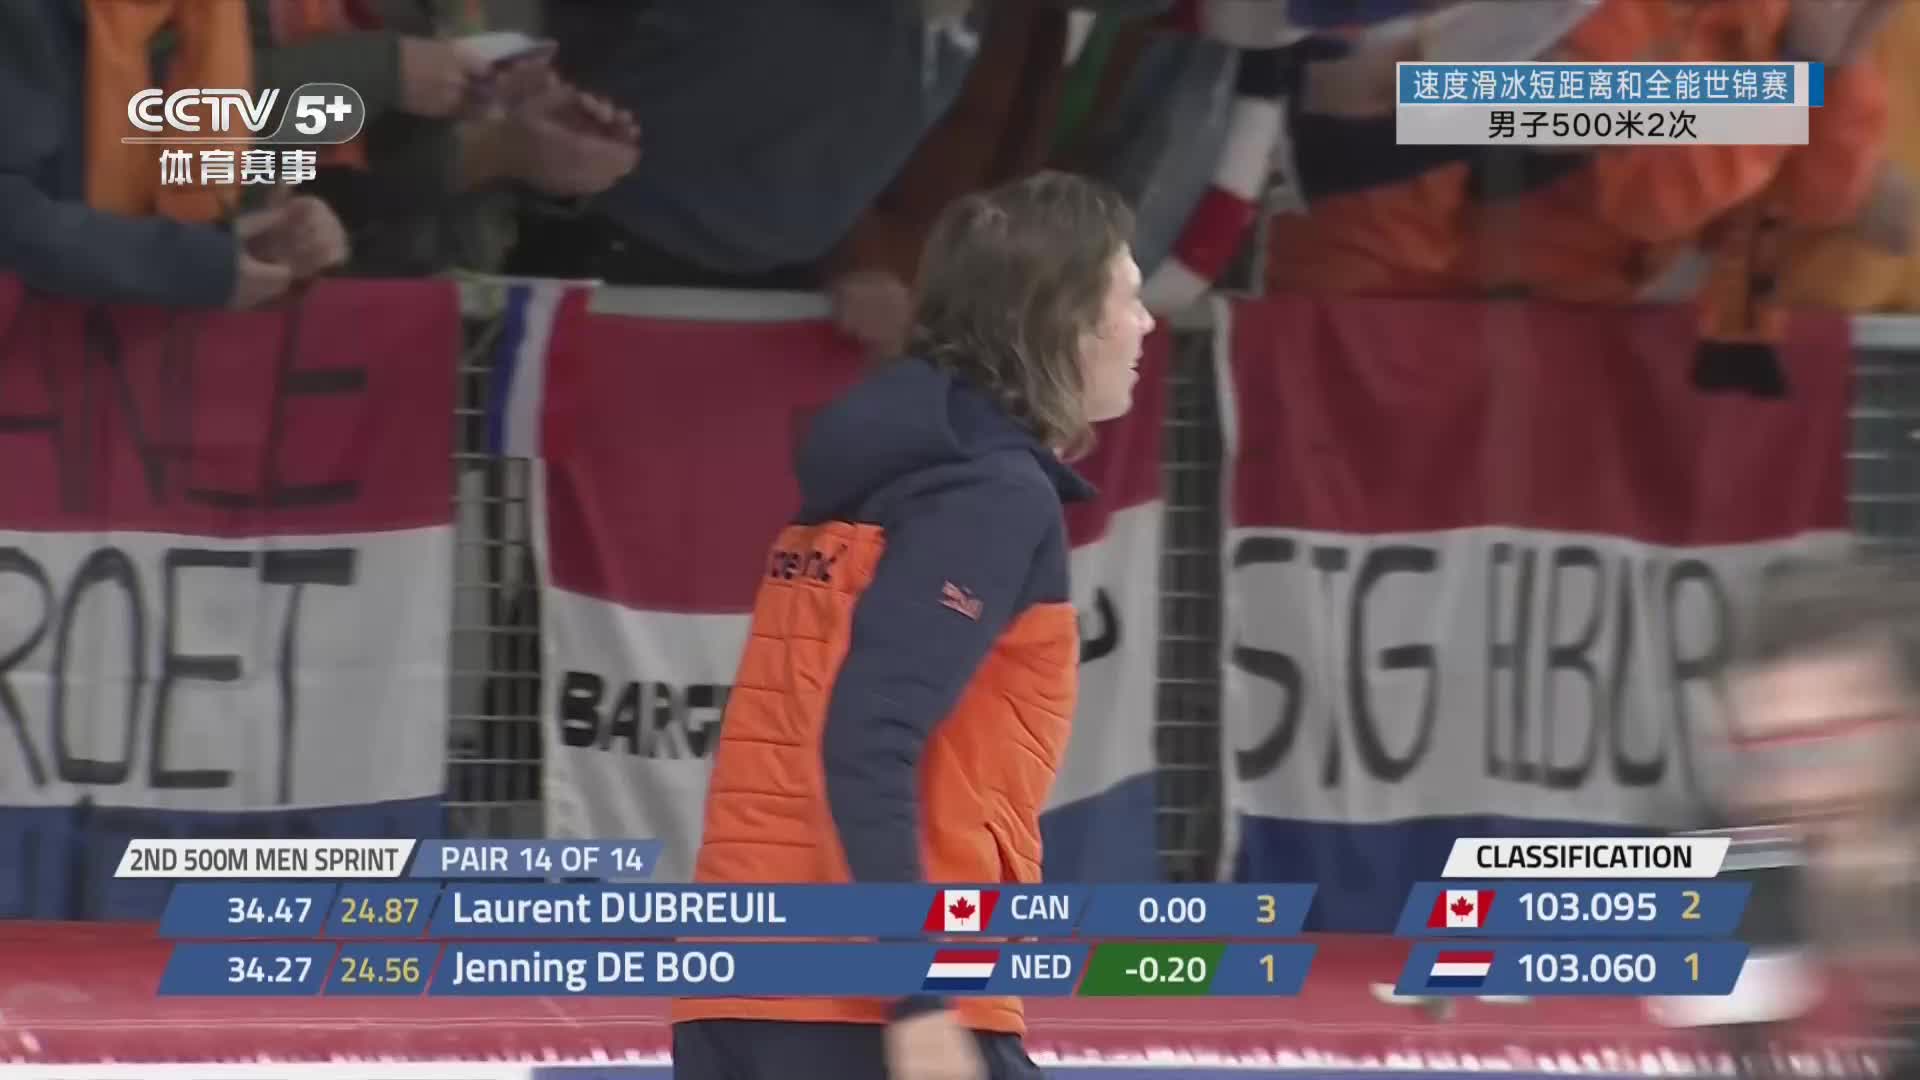 CCTV 5+
体育赛事
速度滑冰短距离和全能世锦赛
男子500米2次
ROET
BARG
STG ELBUR
2ND 500M MEN SPRINT PAIR 14 OF 14
34.47 24.87 Laurent DUBREUIL CAN 0.00 3
34.27 24.56 Jenning DE BOO NED -0.20 1
CLASSIFICATION
103.095 2
103.060 1